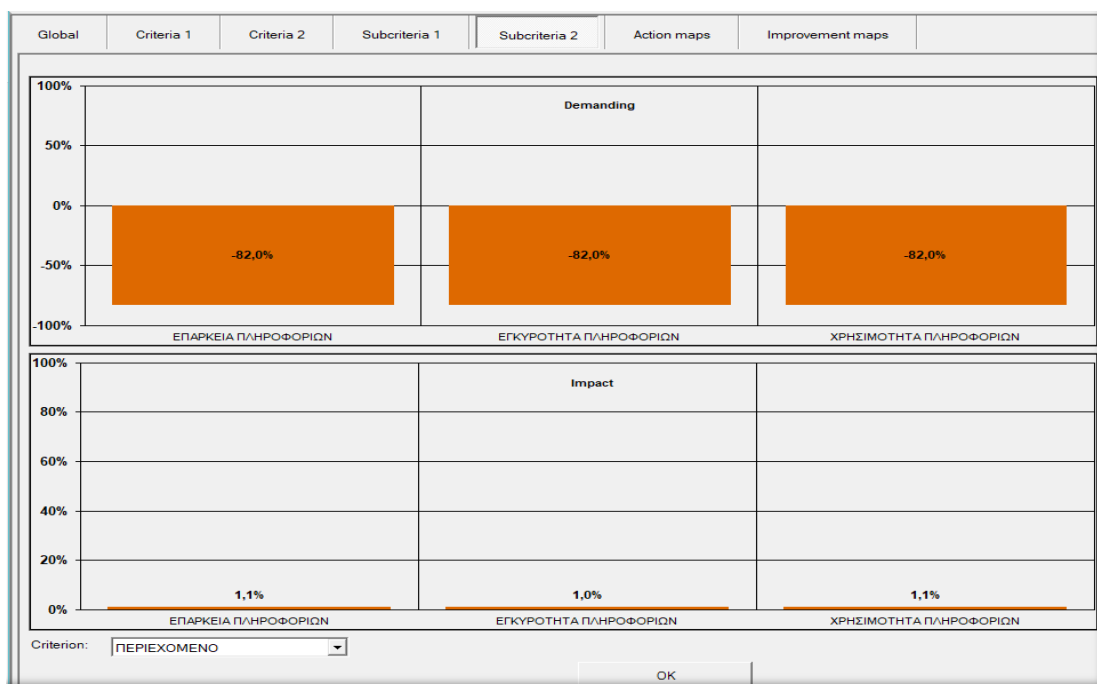 Global Criteria 1 Criteria 2 Subcriteria 1 Subcriteria 2 Action maps Improvement maps
100%
Demanding
50%
0%
-82,0% -82,0% -82,0%
-50%
-100%
ΕΠΑΡΚΕΙΑ ΠΛΗΡΟΦΟΡΙΩΝ ΕΓΚΥΡΟΤΗΤΑ ΠΛΗΡΟΦΟΡΙΩΝ ΧΡΗΣΙΜΟΤΗΤΑ ΠΛΗΡΟΦΟΡΙΩΝ
100%
Impact
80%
60%
40%
20%
1,1% 1,0% 1,1%
0%
ΕΠΑΡΚΕΙΑ ΠΛΗΡΟΦΟΡΙΩΝ ΕΓΚΥΡΟΤΗΤΑ ΠΛΗΡΟΦΟΡΙΩΝ ΧΡΗΣΙΜΟΤΗΤΑ ΠΛΗΡΟΦΟΡΙΩΝ
Criterion: ΠΕΡΙΕΧΟΜΕΝΟ
OK